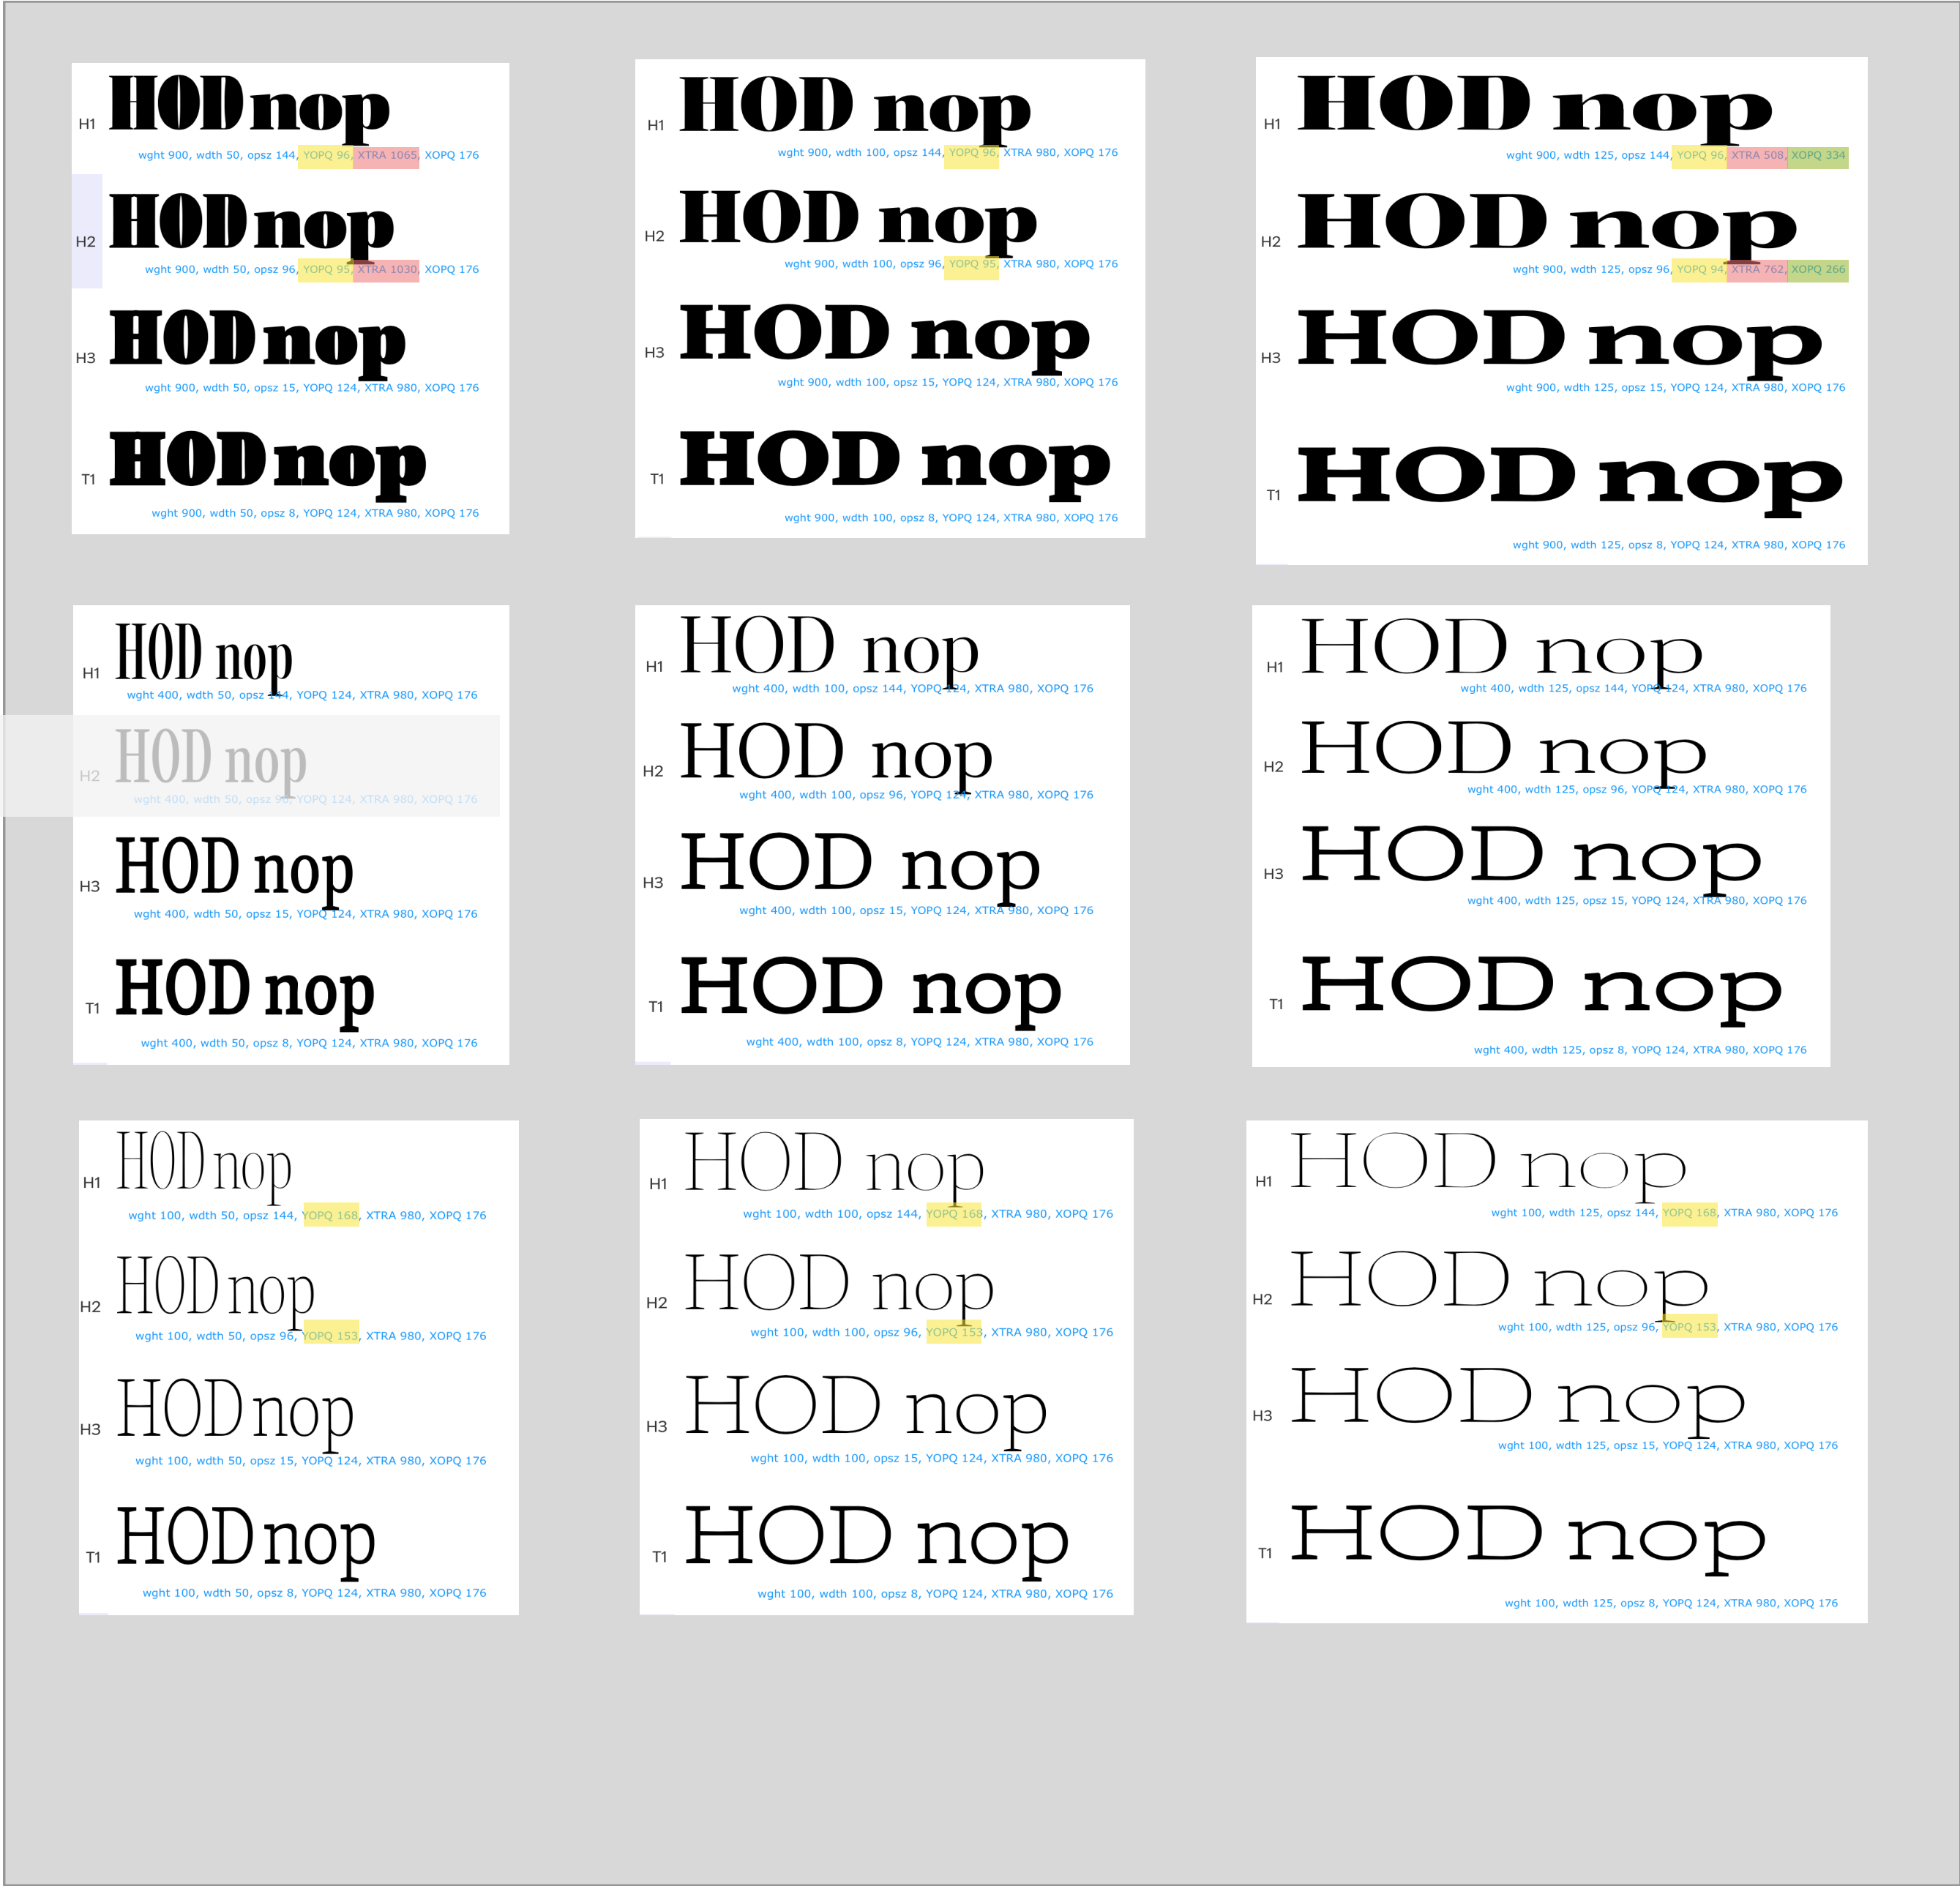 H1 HOD nop
wght 900, wdth 50, opsz 144, YOPQ 96, XTRA 1065, XOPQ 176
H2 HOD nop
wght 900, wdth 50, opsz 96, YOPQ 95, XTRA 1030, XOPQ 176
H3 HOD nop
wght 900, wdth 50, opsz 15, YOPQ 124, XTRA 980, XOPQ 176
T1 HOD nop
wght 900, wdth 50, opsz 8, YOPQ 124, XTRA 980, XOPQ 176
H1 HOD nop
wght 900, wdth 100, opsz 144, YOPQ 96, XTRA 980, XOPQ 176
H2 HOD nop
wght 900, wdth 100, opsz 96, YOPQ 95, XTRA 980, XOPQ 176
H3 HOD nop
wght 900, wdth 100, opsz 15, YOPQ 124, XTRA 980, XOPQ 176
T1 HOD nop
wght 900, wdth 100, opsz 8, YOPQ 124, XTRA 980, XOPQ 176
H1 HOD nop
wght 900, wdth 125, opsz 144, YOPQ 96, XTRA 508, XOPQ 334
H2 HOD nop
wght 900, wdth 125, opsz 96, YOPQ 94, XTRA 762, XOPQ 266
H3 HOD nop
wght 900, wdth 125, opsz 15, YOPQ 124, XTRA 980, XOPQ 176
T1 HOD nop
wght 900, wdth 125, opsz 8, YOPQ 124, XTRA 980, XOPQ 176
H1 HOD nop
wght 400, wdth 50, opsz 144, YOPQ 124, XTRA 980, XOPQ 176
H2 HOD nop
wght 400, wdth 50, opsz 96, YOPQ 124, XTRA 980, XOPQ 176
H3 HOD nop
wght 400, wdth 50, opsz 15, YOPQ 124, XTRA 980, XOPQ 176
T1 HOD nop
wght 400, wdth 50, opsz 8, YOPQ 124, XTRA 980, XOPQ 176
H1 HOD nop
wght 400, wdth 100, opsz 144, YOPQ 124, XTRA 980, XOPQ 176
H2 HOD nop
wght 400, wdth 100, opsz 96, YOPQ 124, XTRA 980, XOPQ 176
H3 HOD nop
wght 400, wdth 100, opsz 15, YOPQ 124, XTRA 980, XOPQ 176
T1 HOD nop
wght 400, wdth 100, opsz 8, YOPQ 124, XTRA 980, XOPQ 176
H1 HOD nop
wght 400, wdth 125, opsz 144, YOPQ 124, XTRA 980, XOPQ 176
H2 HOD nop
wght 400, wdth 125, opsz 96, YOPQ 124, XTRA 980, XOPQ 176
H3 HOD nop
wght 400, wdth 125, opsz 15, YOPQ 124, XTRA 980, XOPQ 176
T1 HOD nop
wght 400, wdth 125, opsz 8, YOPQ 124, XTRA 980, XOPQ 176
H1 HOD nop
wght 100, wdth 50, opsz 144, YOPQ 168, XTRA 980, XOPQ 176
H2 HOD nop
wght 100, wdth 50, opsz 96, YOPQ 153, XTRA 980, XOPQ 176
H3 HOD nop
wght 100, wdth 50, opsz 15, YOPQ 124, XTRA 980, XOPQ 176
T1 HOD nop
wght 100, wdth 50, opsz 8, YOPQ 124, XTRA 980, XOPQ 176
H1 HOD nop
wght 100, wdth 100, opsz 144, YOPQ 168, XTRA 980, XOPQ 176
H2 HOD nop
wght 100, wdth 100, opsz 96, YOPQ 153, XTRA 980, XOPQ 176
H3 HOD nop
wght 100, wdth 100, opsz 15, YOPQ 124, XTRA 980, XOPQ 176
T1 HOD nop
wght 100, wdth 100, opsz 8, YOPQ 124, XTRA 980, XOPQ 176
H1 HOD nop
wght 100, wdth 125, opsz 144, YOPQ 168, XTRA 980, XOPQ 176
H2 HOD nop
wght 100, wdth 125, opsz 96, YOPQ 153, XTRA 980, XOPQ 176
H3 HOD nop
wght 100, wdth 125, opsz 15, YOPQ 124, XTRA 980, XOPQ 176
T1 HOD nop
wght 100, wdth 125, opsz 8, YOPQ 124, XTRA 980, XOPQ 176